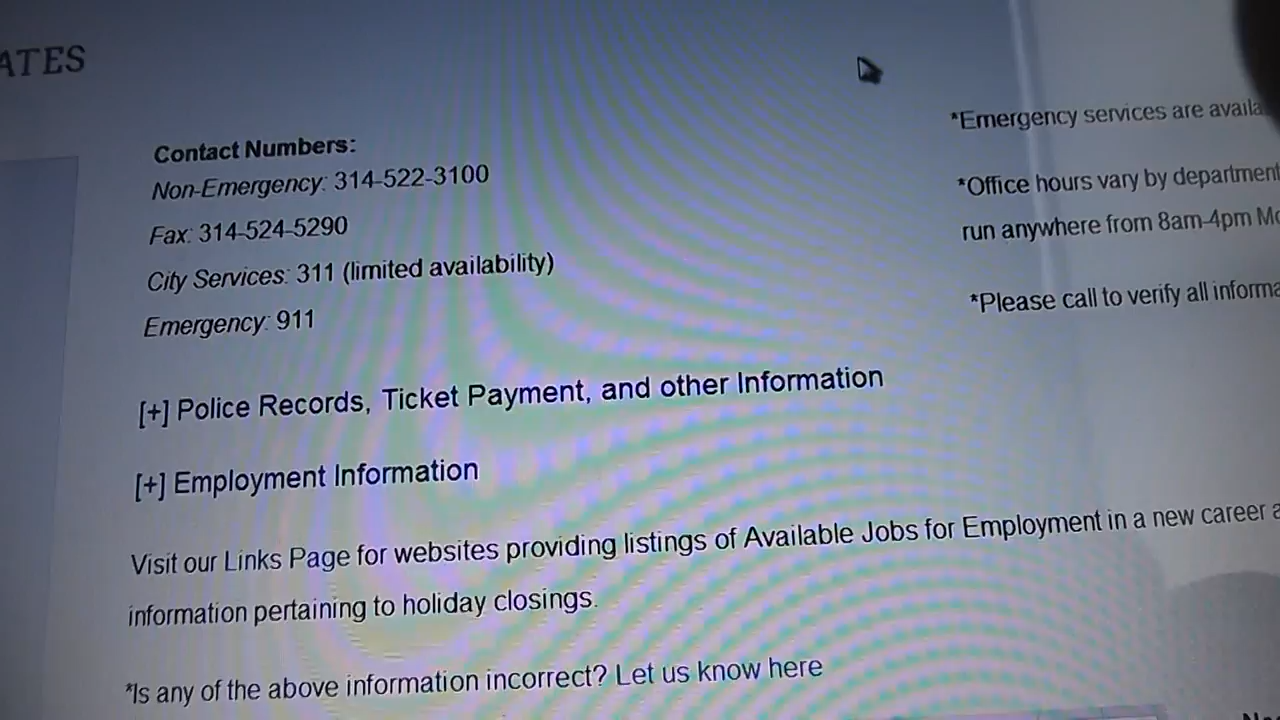 ATES
Contact Numbers:
Non-Emergency: 314-522-3100
Fax: 314-524-5290
City Services: 311 (limited availability)
Emergency: 911
*Emergency services are availa
*Office hours vary by department
run anywhere from 8am-4pm Mo
*Please call to verify all informa
[+] Police Records, Ticket Payment, and other Information
[+] Employment Information
Visit our Links Page for websites providing listings of Available Jobs for Employment in a new career a
information pertaining to holiday closings.
*Is any of the above information incorrect? Let us know here